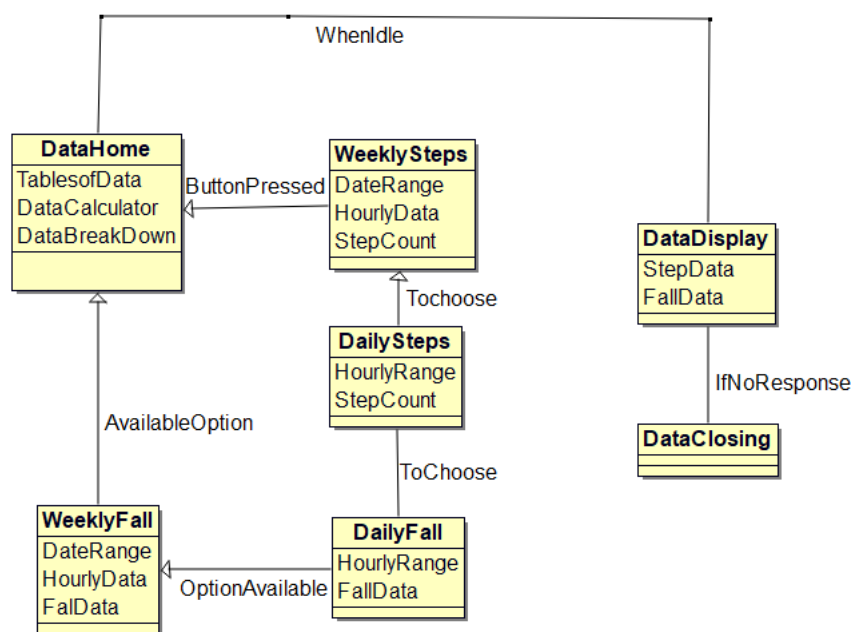 WhenIdle
DataHome
TablesofData
DataCalculator
DataBreakDown
ButtonPressed
WeeklySteps
DateRange
HourlyData
StepCount
DataDisplay
StepData
FallData
Tochoose
DailySteps
HourlyRange
StepCount
IfNoResponse
DataClosing
AvailableOption
ToChoose
WeeklyFall
DateRange
HourlyData
FalData
OptionAvailable
DailyFall
HourlyRange
FallData